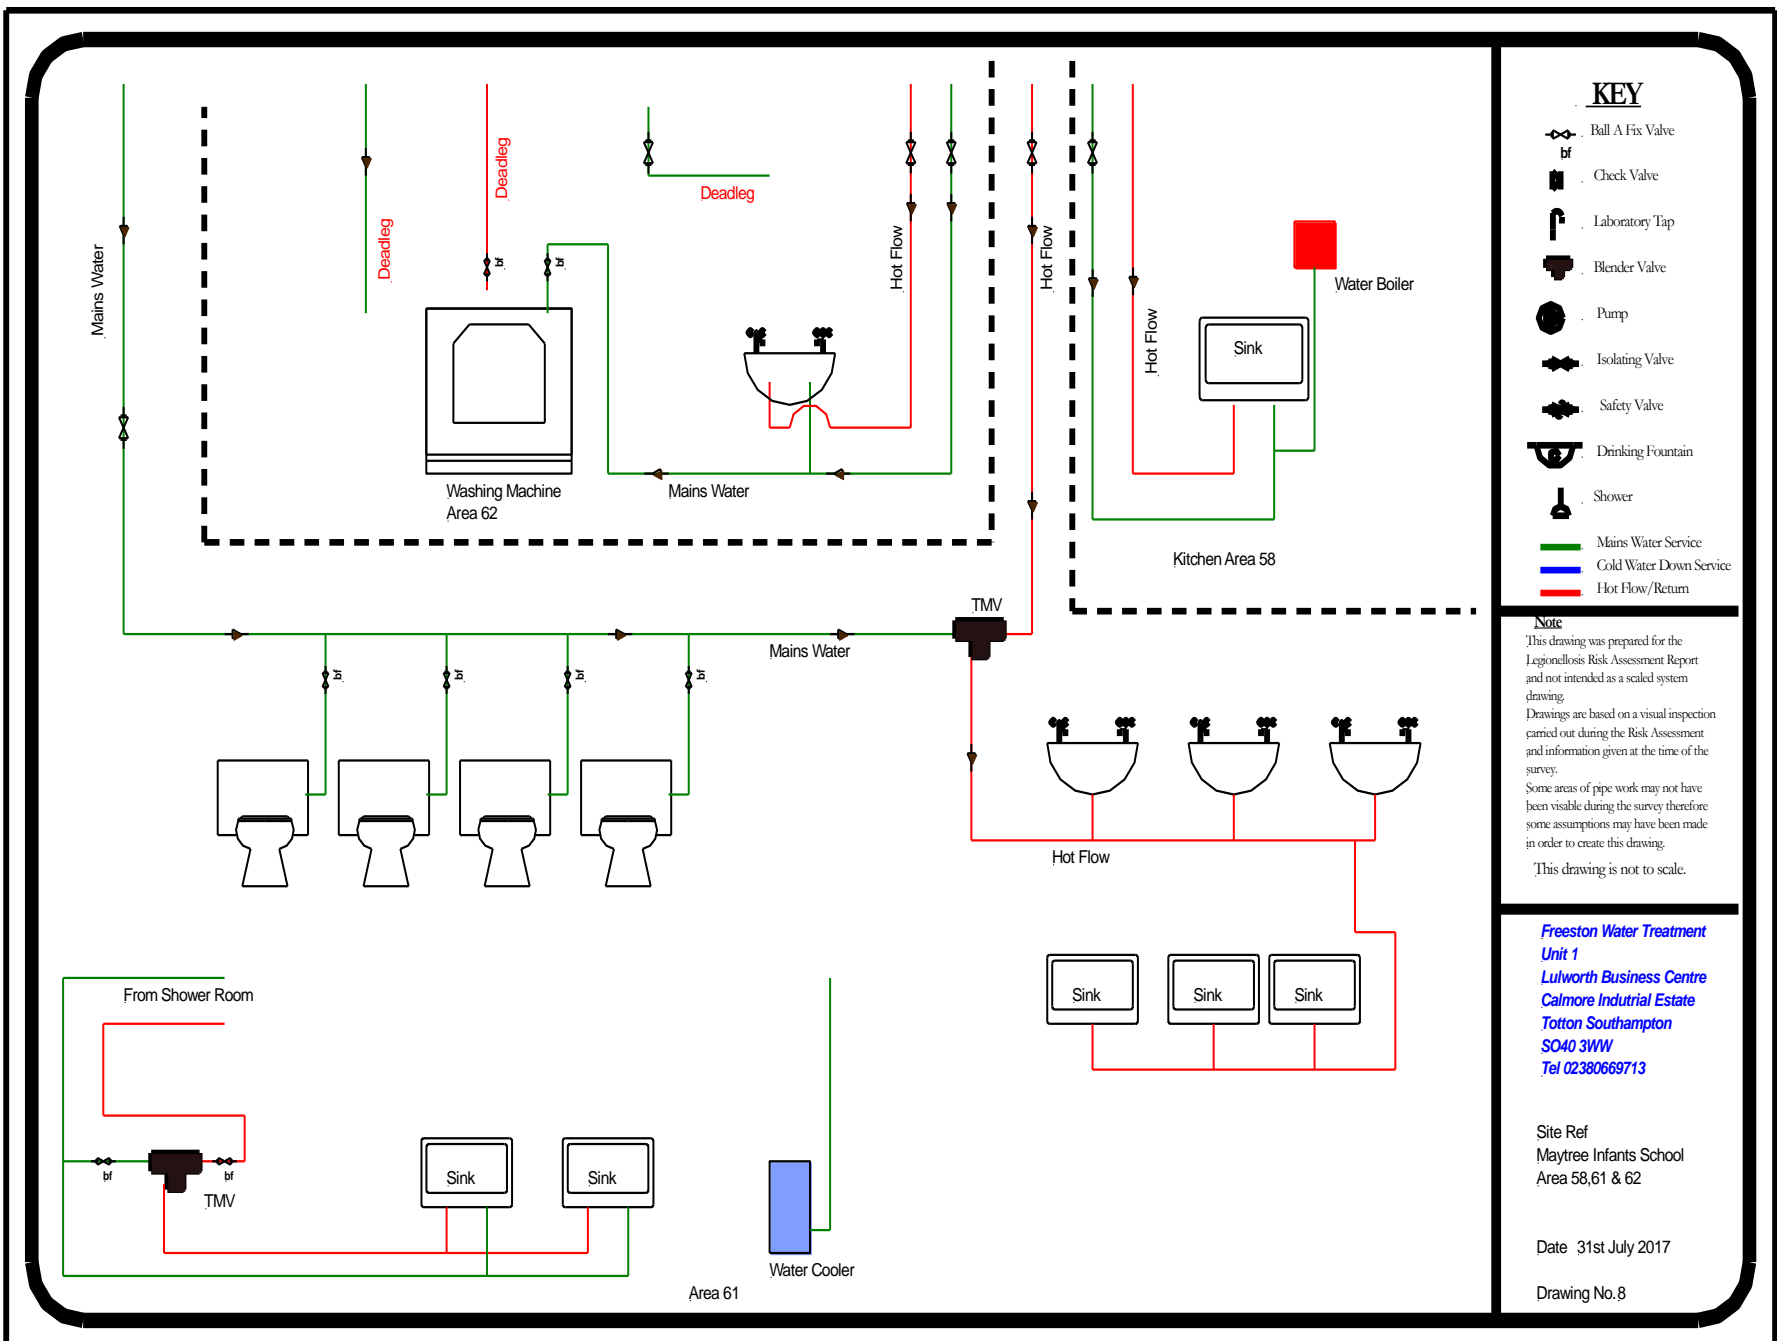 Mains Water
Deadleg
Deadleg
bf
bf
Deadleg
Hot Flow
Hot Flow
Hot Flow
Water Boiler
Sink
Washing Machine
Area 62
Mains Water
Kitchen Area 58
TMV
Mains Water
bf
bf
bf
bf
Hot Flow
Sink
Sink
Sink
From Shower Room
bf
bf
TMV
Sink
Sink
Water Cooler
Area 61
KEY
Ball A Fix Valve
bf
Check Valve
Laboratory Tap
Blender Valve
Pump
Isolating Valve
Safety Valve
Drinking Fountain
Shower
Mains Water Service
Cold Water Down Service
Hot Flow/Return
Note
This drawing was prepared for the
Legionellosis Risk Assessment Report
and not intended as a scaled system
drawing.
Drawings are based on a visual inspection
carried out during the Risk Assessment
and information given at the time of the
survey.
Some areas of pipe work may not have
been visable during the survey therefore
some assumptions may have been made
in order to create this drawing.
This drawing is not to scale.
Freeston Water Treatment
Unit 1
Lulworth Business Centre
Calmore Indutrial Estate
Totton Southampton
SO40 3WW
Tel 02380669713
Site Ref
Maytree Infants School
Area 58,61 & 62
Date 31st July 2017
Drawing No. 8